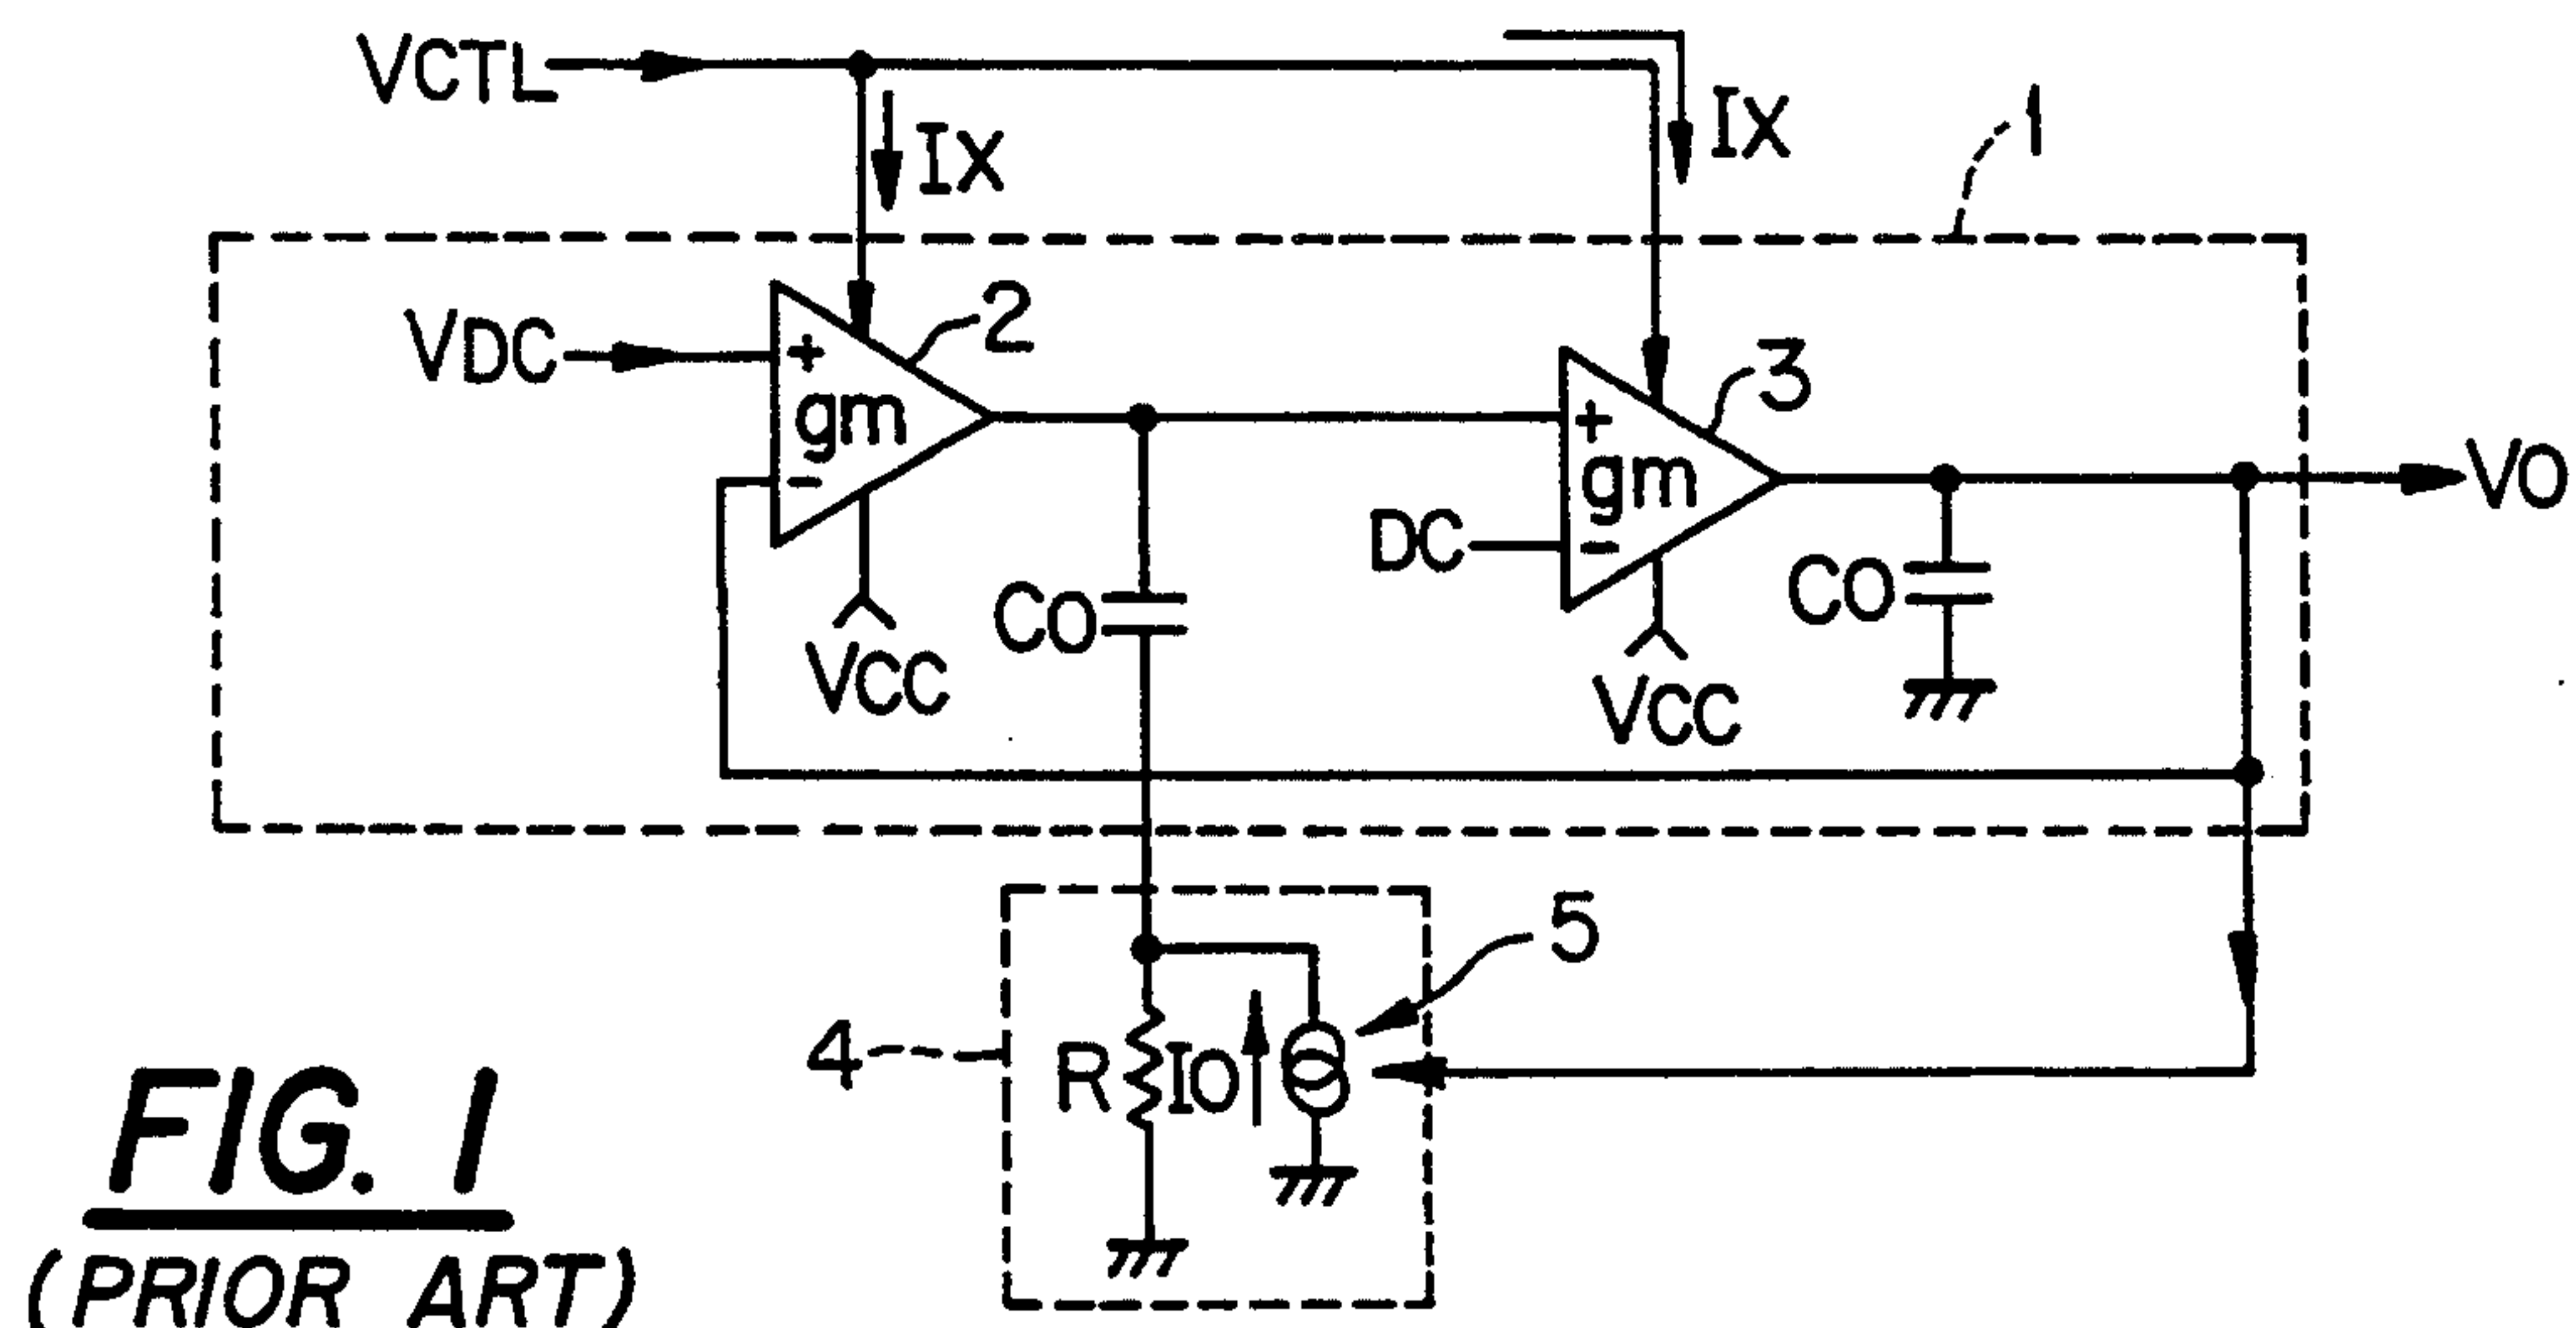 VCTL
IX
IX
1
VDC
+
gm
-
2
VCC
CO
+
gm
-
3
DC
VCC
CO
VO
4
R
IO
5
FIG. 1
(PRIOR ART)